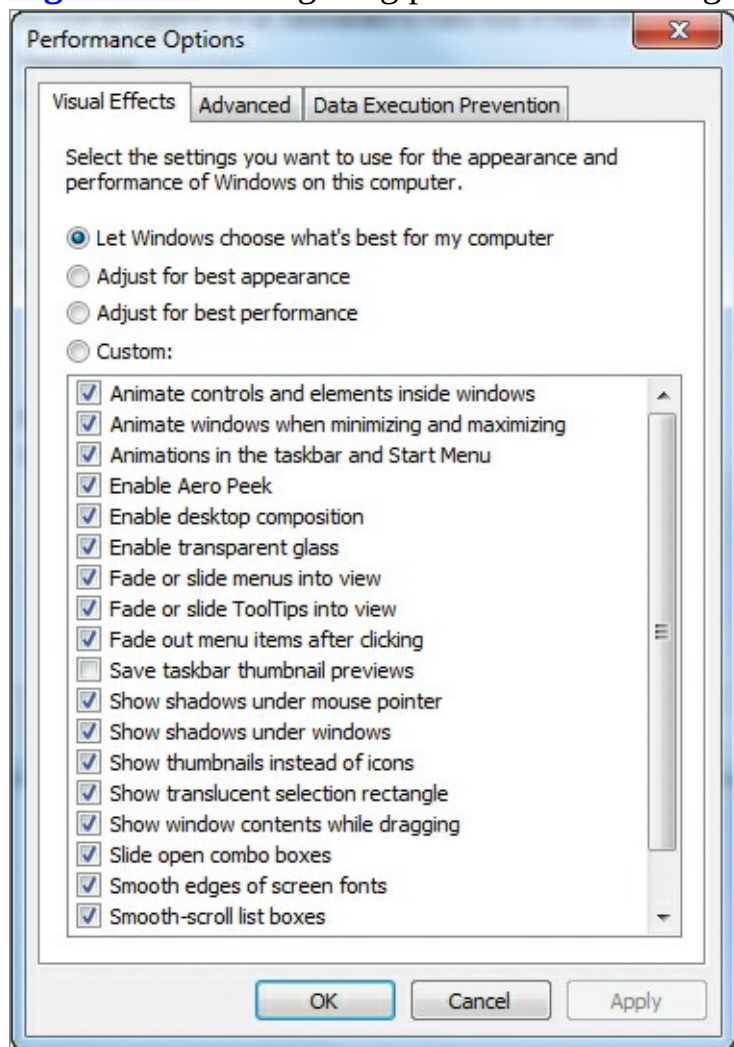 Performance Options
Visual Effects Advanced Data Execution Prevention
Select the settings you want to use for the appearance and
performance of Windows on this computer.
Let Windows choose what's best for my computer
Adjust for best appearance
Adjust for best performance
Custom:
Animate controls and elements inside windows
Animate windows when minimizing and maximizing
Animations in the taskbar and Start Menu
Enable Aero Peek
Enable desktop composition
Enable transparent glass
Fade or slide menus into view
Fade or slide ToolTips into view
Fade out menu items after clicking
Save taskbar thumbnail previews
Show shadows under mouse pointer
Show shadows under windows
Show thumbnails instead of icons
Show translucent selection rectangle
Show window contents while dragging
Slide open combo boxes
Smooth edges of screen fonts
Smooth-scroll list boxes
OK Cancel Apply